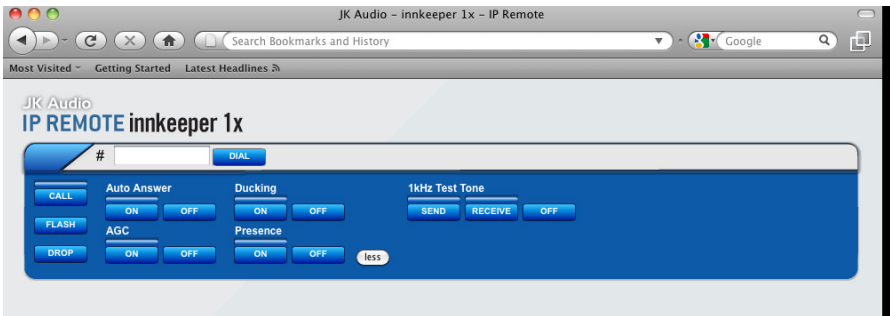 JK Audio – innkeeper 1x – IP Remote
Search Bookmarks and History
Google
Most Visited Getting Started Latest Headlines
JK Audio
IP REMOTE innkeeper 1x
# DIAL
Auto Answer Ducking 1kHz Test Tone
CALL ON OFF ON OFF SEND RECEIVE OFF
FLASH AGC Presence
DROP ON OFF ON OFF less